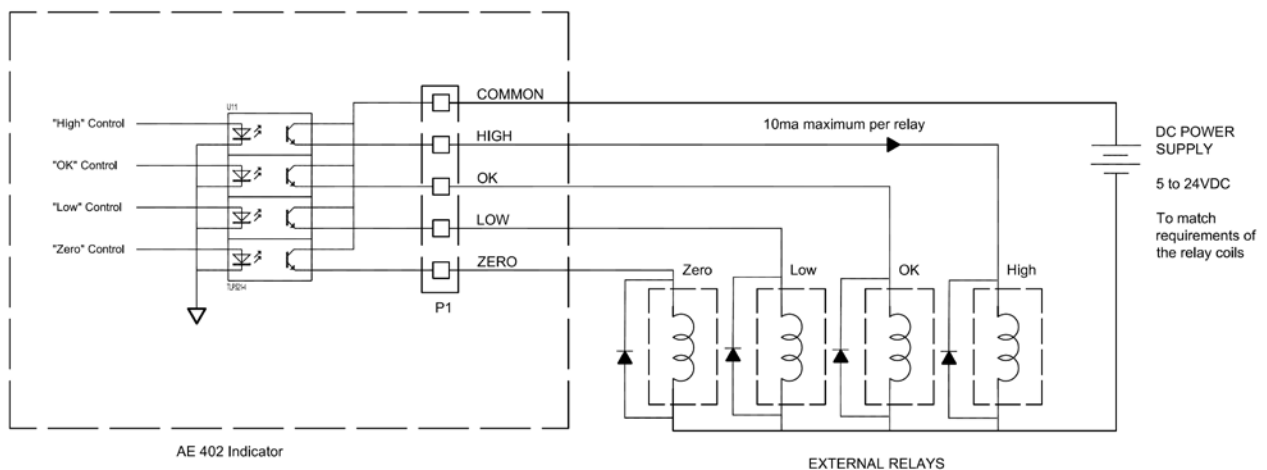 U11
"High" Control
"OK" Control
"Low" Control
"Zero" Control
COMMON
HIGH
OK
LOW
ZERO
P1
10ma maximum per relay
DC POWER
SUPPLY
5 to 24VDC
To match
requirements of
the relay coils
Zero
Low
OK
High
AE 402 Indicator
EXTERNAL RELAYS